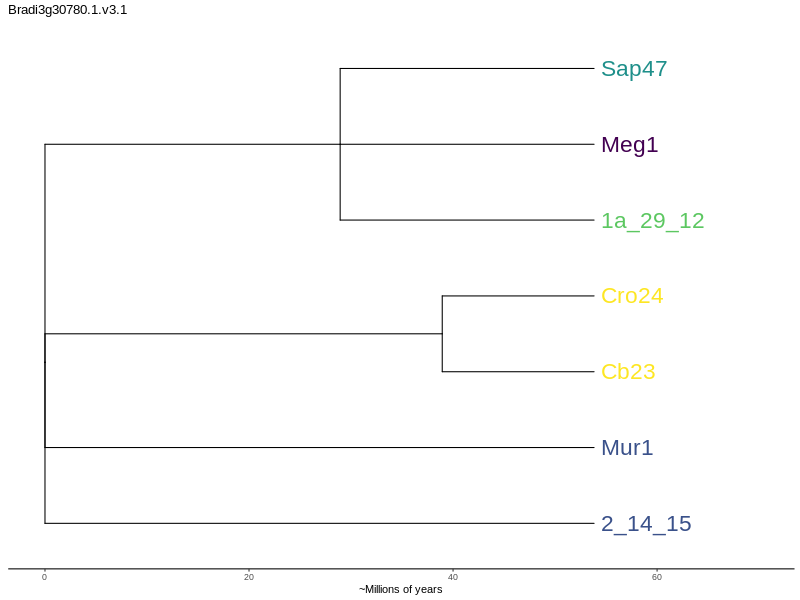 Bradi3g30780.1.v3.1
Sap47
Meg1
1a_29_12
Cro24
Cb23
Mur1
2_14_15
0 20 40 60
~Millions of years